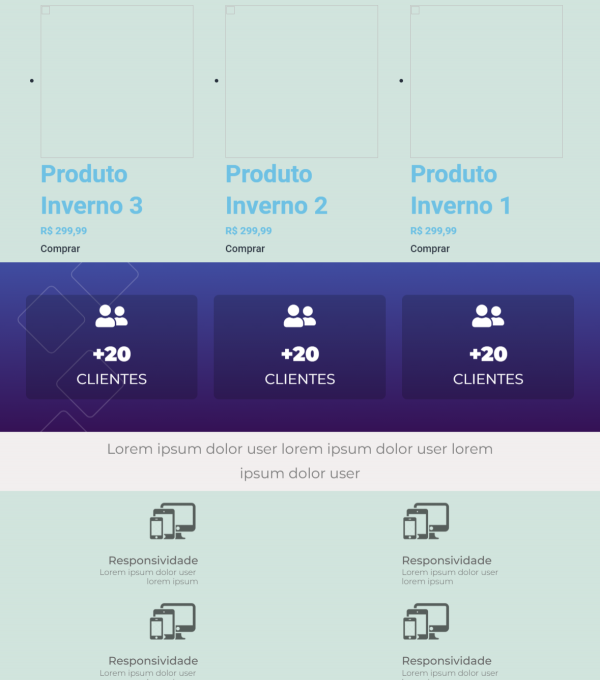 Produto
Inverno 3
R$ 299,99
Comprar
Produto
Inverno 2
R$ 299,99
Comprar
Produto
Inverno 1
R$ 299,99
Comprar
+20
CLIENTES
+20
CLIENTES
+20
CLIENTES
Lorem ipsum dolor user lorem ipsum dolor user lorem
ipsum dolor user
Responsividade
Lorem ipsum dolor user
lorem ipsum
Responsividade
Lorem ipsum dolor user
lorem ipsum
Responsividade
Lorem ipsum dolor user
Responsividade
Lorem ipsum dolor user